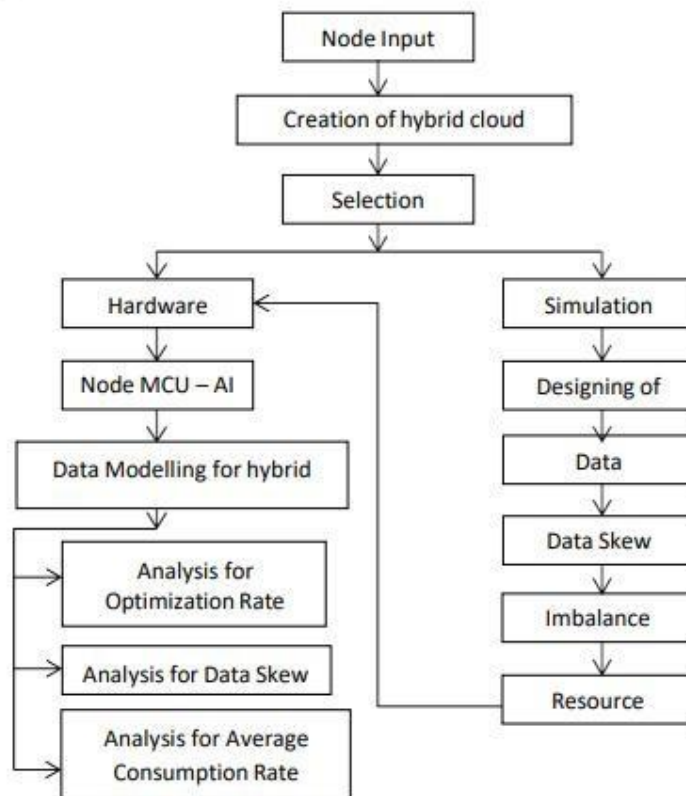 Node Input
Creation of hybrid cloud
Selection
Hardware
Simulation
Node MCU – AI
Designing of
Data Modelling for hybrid
Data
Data Skew
Analysis for
Optimization Rate
Imbalance
Analysis for Data Skew
Resource
Analysis for Average
Consumption Rate